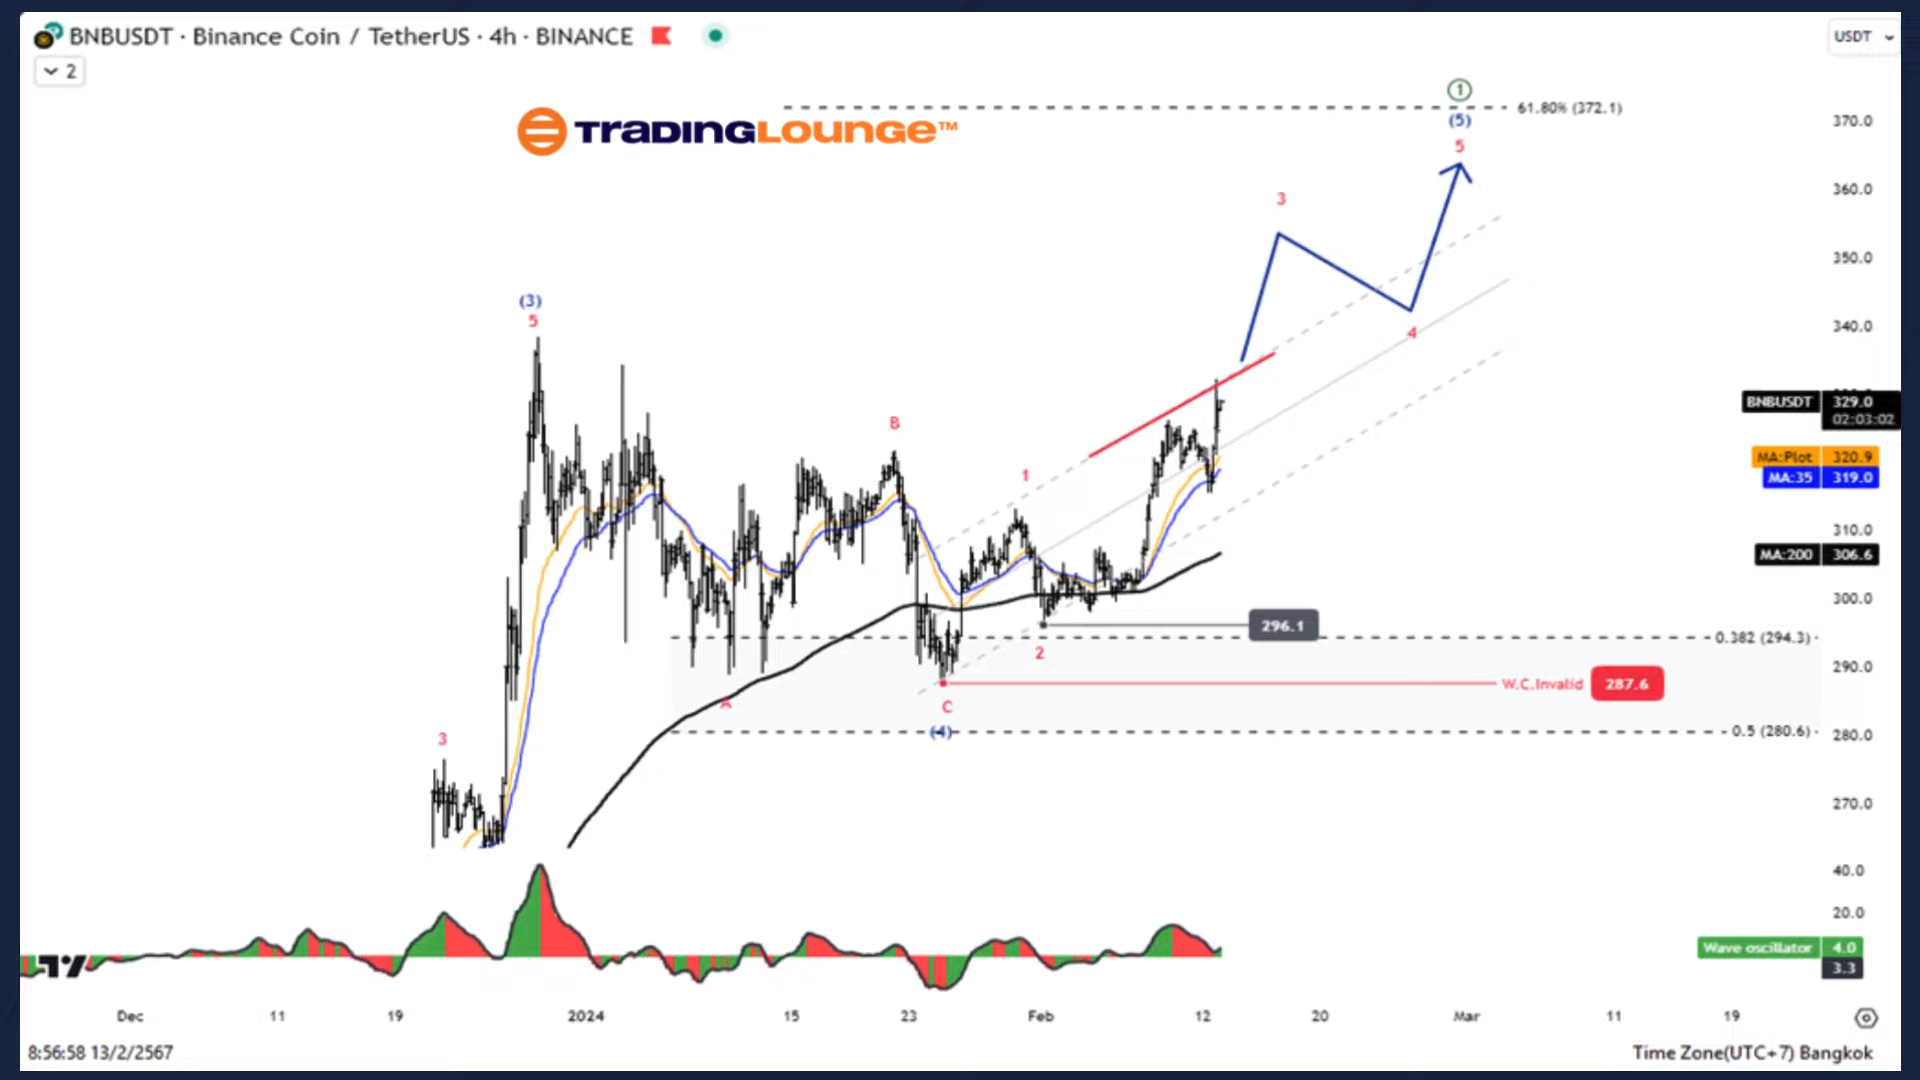 BNBUSDT · Binance Coin / TetherUS · 4h · BINANCE
USDT
2
TRADINGLOUNGE™
1
61.80% (372.1)
(5)
5
370.0
3
360.0
350.0
(3)
5
340.0
4
BNBUSDT 329.0
02:03:02
B
MA:Plot 320.9
1
MA:35 319.0
310.0
MA:200 306.6
300.0
296.1
0.382 (294.3)
2
290.0
W.C.Invalid 287.6
A
C
(4)
0.5 (280.6)
280.0
3
270.0
40.0
20.0
Wave oscillator 4.0
3.3
Dec 11 19 2024 15 23 Feb 12 20 Mar 11 19
8:56:58 13/2/2567
Time Zone(UTC+7) Bangkok